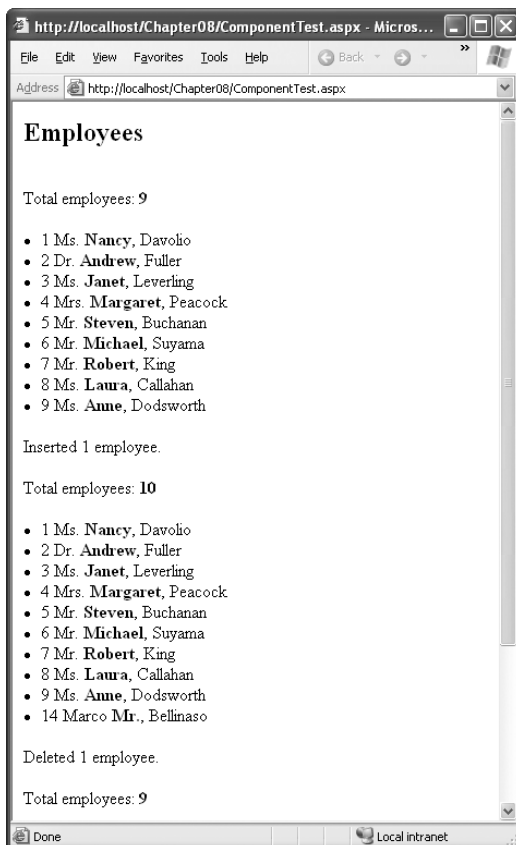 http://localhost/Chapter08/ComponentTest.aspx - Micros...
File Edit View Favorites Tools Help Back »
Address http://localhost/Chapter08/ComponentTest.aspx
Employees
Total employees: 9
• 1 Ms. Nancy, Davolio
• 2 Dr. Andrew, Fuller
• 3 Ms. Janet, Leverling
• 4 Mrs. Margaret, Peacock
• 5 Mr. Steven, Buchanan
• 6 Mr. Michael, Suyama
• 7 Mr. Robert, King
• 8 Ms. Laura, Callahan
• 9 Ms. Anne, Dodsworth
Inserted 1 employee.
Total employees: 10
• 1 Ms. Nancy, Davolio
• 2 Dr. Andrew, Fuller
• 3 Ms. Janet, Leverling
• 4 Mrs. Margaret, Peacock
• 5 Mr. Steven, Buchanan
• 6 Mr. Michael, Suyama
• 7 Mr. Robert, King
• 8 Ms. Laura, Callahan
• 9 Ms. Anne, Dodsworth
• 14 Marco Mr., Bellinaso
Deleted 1 employee.
Total employees: 9
Done Local intranet